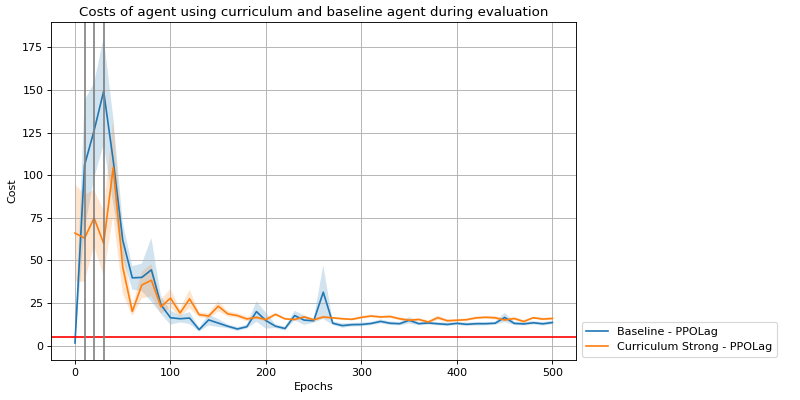 Costs of agent using curriculum and baseline agent during evaluation
175
150
125
100
75
50
25
0
Cost
0 100 200 300 400 500
Epochs
Baseline - PPOLag
Curriculum Strong - PPOLag